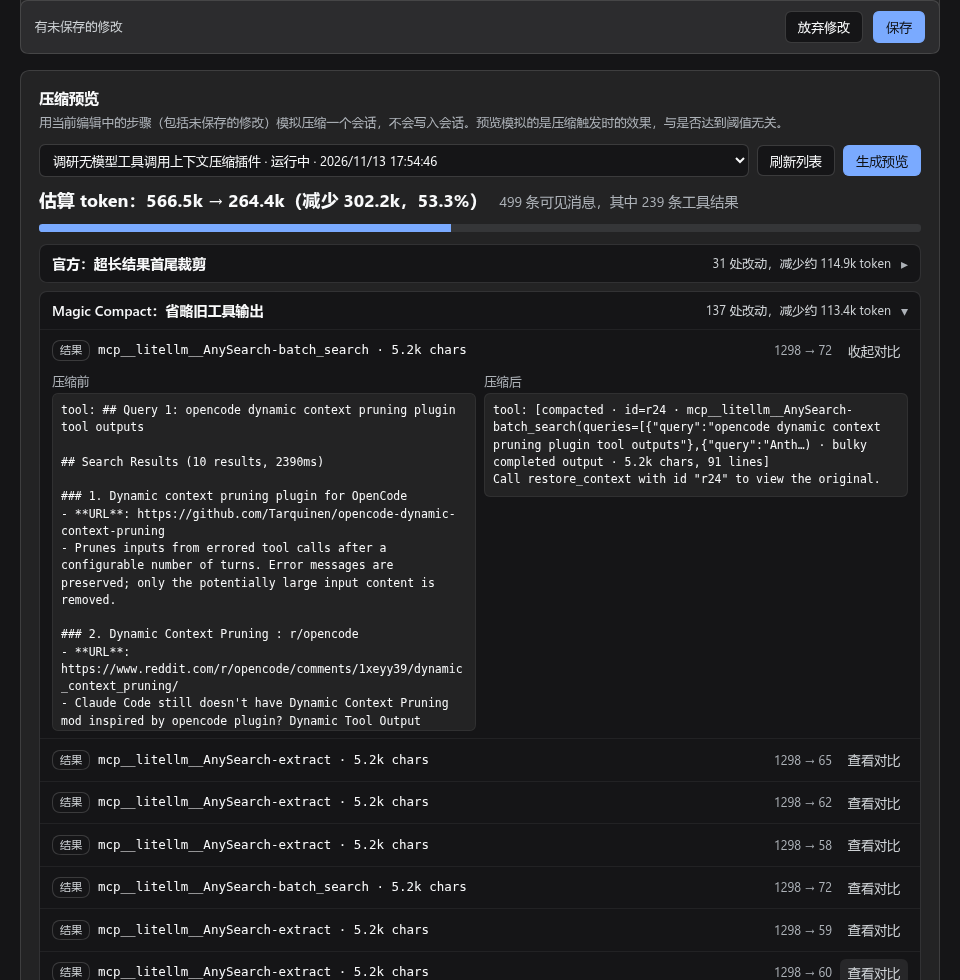 有未保存的修改
放弃修改
保存
压缩预览
用当前编辑中的步骤（包括未保存的修改）模拟压缩一个会话，不会写入会话。预览模拟的是压缩触发时的效果，与是否达到阈值无关。
调研无模型工具调用上下文压缩插件 · 运行中 · 2026/11/13 17:54:46
刷新列表
生成预览
估算 token：566.5k → 264.4k（减少 302.2k，53.3%）
499 条可见消息，其中 239 条工具结果
官方：超长结果首尾裁剪
31 处改动，减少约 114.9k token ▸
Magic Compact：省略旧工具输出
137 处改动，减少约 113.4k token ▾
结果 mcp__litellm__AnySearch-batch_search · 5.2k chars
1298 → 72 收起对比
压缩前
tool: ## Query 1: opencode dynamic context pruning plugin
tool outputs
## Search Results (10 results, 2390ms)
### 1. Dynamic context pruning plugin for OpenCode
- **URL**: https://github.com/Tarquinen/opencode-dynamic-
context-pruning
- Prunes inputs from errored tool calls after a
configurable number of turns. Error messages are
preserved; only the potentially large input content is
removed.
### 2. Dynamic Context Pruning : r/opencode
- **URL**:
https://www.reddit.com/r/opencode/comments/1xeyy39/dynamic
_context_pruning/
- Claude Code still doesn't have Dynamic Context Pruning
mod inspired by opencode plugin? Dynamic Tool Output
压缩后
tool: [compacted · id=r24 · mcp__litellm__AnySearch-
batch_search(queries=[{"query":"opencode dynamic context
pruning plugin tool outputs"},{"query":"Anth…) · bulky
completed output · 5.2k chars, 91 lines]
Call restore_context with id "r24" to view the original.
结果 mcp__litellm__AnySearch-extract · 5.2k chars
1298 → 65 查看对比
结果 mcp__litellm__AnySearch-extract · 5.2k chars
1298 → 62 查看对比
结果 mcp__litellm__AnySearch-extract · 5.2k chars
1298 → 58 查看对比
结果 mcp__litellm__AnySearch-batch_search · 5.2k chars
1298 → 72 查看对比
结果 mcp__litellm__AnySearch-extract · 5.2k chars
1298 → 59 查看对比
结果 mcp__litellm__AnySearch-extract · 5.2k chars
1298 → 60 查看对比